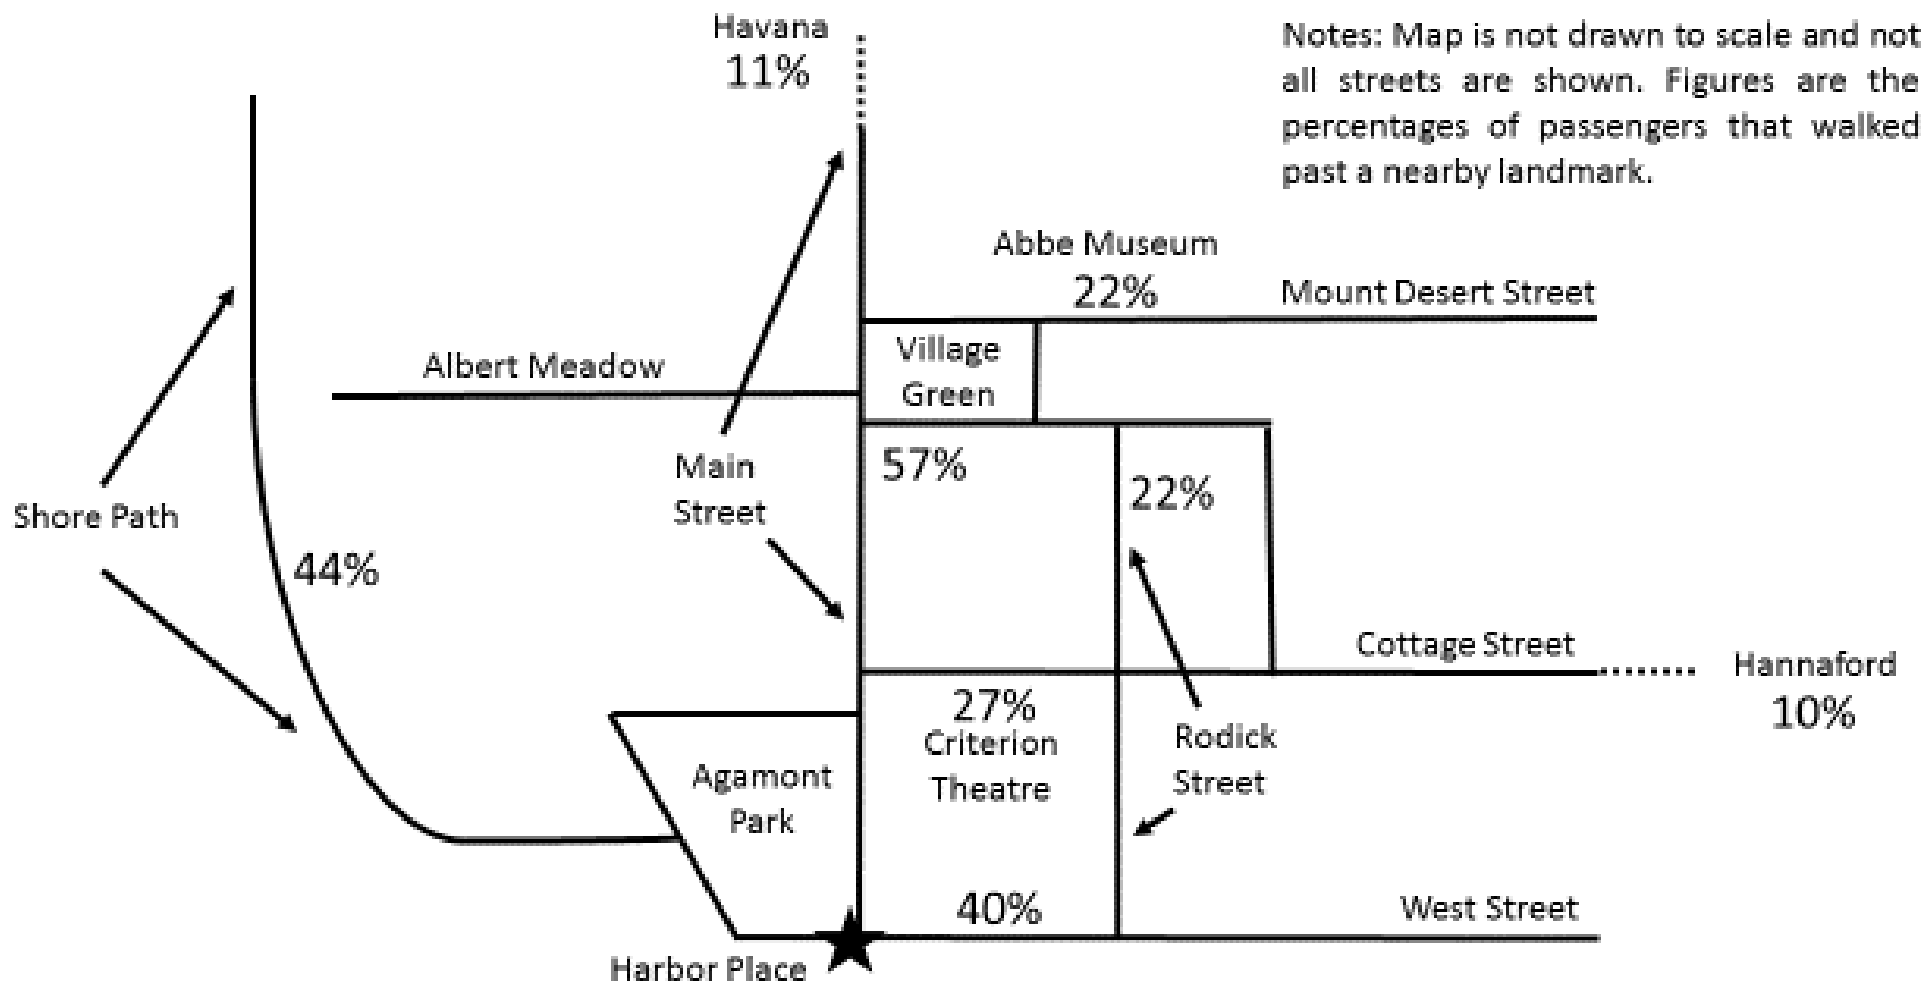 Havana
11%
Notes: Map is not drawn to scale and not
all streets are shown. Figures are the
percentages of passengers that walked
past a nearby landmark.
Abbe Museum
22%
Mount Desert Street
Village
Green
Albert Meadow
Main
Street
57%
22%
Shore Path
44%
Cottage Street
Hannaford
10%
27%
Criterion
Theatre
Rodick
Street
Agamont
Park
40%
West Street
Harbor Place